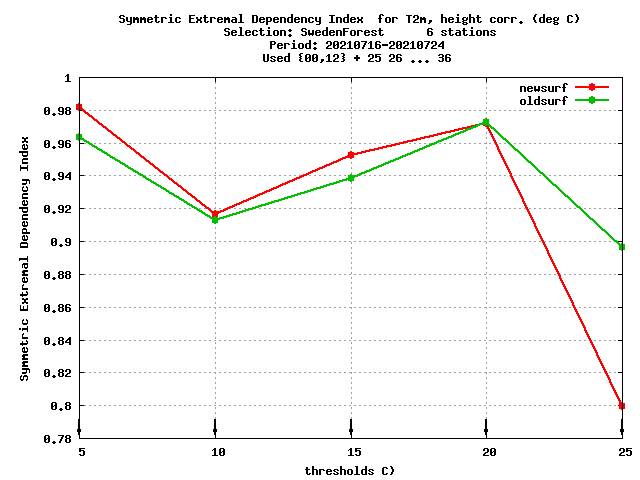 Symmetric Extremal Dependency Index  for T2m, height corr. (deg C)
Selection: SwedenForest      6 stations
Period: 20210716-20210724
Used {00,12} + 25 26 ... 36
newsurf
oldsurf
Symmetric Extremal Dependency Index
1
0.98
0.96
0.94
0.92
0.9
0.88
0.86
0.84
0.82
0.8
0.78
5 10 15 20 25
thresholds C)